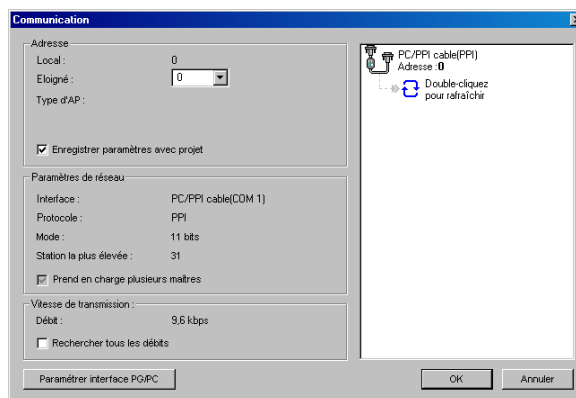 Communication
Adresse
Local : 0
Eloigné : 0
Type d'AP :
Enregistrer paramètres avec projet
Paramètres de réseau
Interface : PC/PPI cable(COM 1)
Protocole : PPI
Mode : 11 bits
Station la plus élevée : 31
Prend en charge plusieurs maîtres
Vitesse de transmission :
Débit : 9,6 kbps
Rechercher tous les débits
Paramétrer interface PG/PC
PC/PPI cable(PPI)
Adresse :0
Double-cliquez
pour rafraîchir
OK
Annuler